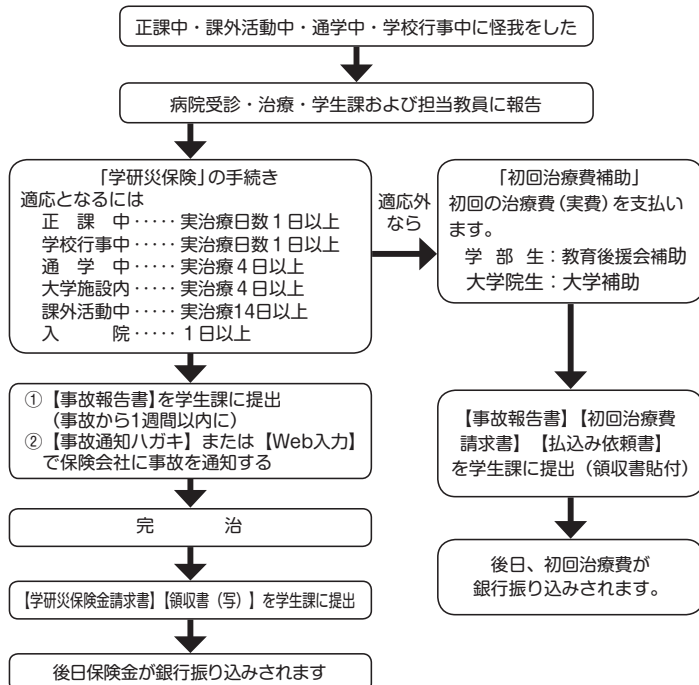 正課中・課外活動中・通学中・学校行事中に怪我をした
病院受診・治療・学生課および担当教員に報告
「学研災保険」の手続き
適応となるには
正　課　中‥‥‥実治療日数１日以上
学校行事中‥‥‥実治療日数１日以上
通　学　中‥‥‥実治療４日以上
大学施設内‥‥‥実治療４日以上
課外活動中‥‥‥実治療14日以上
入　　　院‥‥‥１日以上
適応外
なら
「初回治療費補助」
初回の治療費（実費）を支払い
ます。
学　部　生：教育後援会補助
大学院生：大学補助
①【事故報告書】を学生課に提出
（事故から1週間以内に）
②【事故通知ハガキ】または【Web入力】
で保険会社に事故を通知する
完　　　治
【学研災保険金請求書】【領収書（写）】を学生課に提出
後日保険金が銀行振り込みされます
【事故報告書】【初回治療費
請求書】【払込み依頼書】
を学生課に提出（領収書貼付）
後日、初回治療費が
銀行振り込みされます。